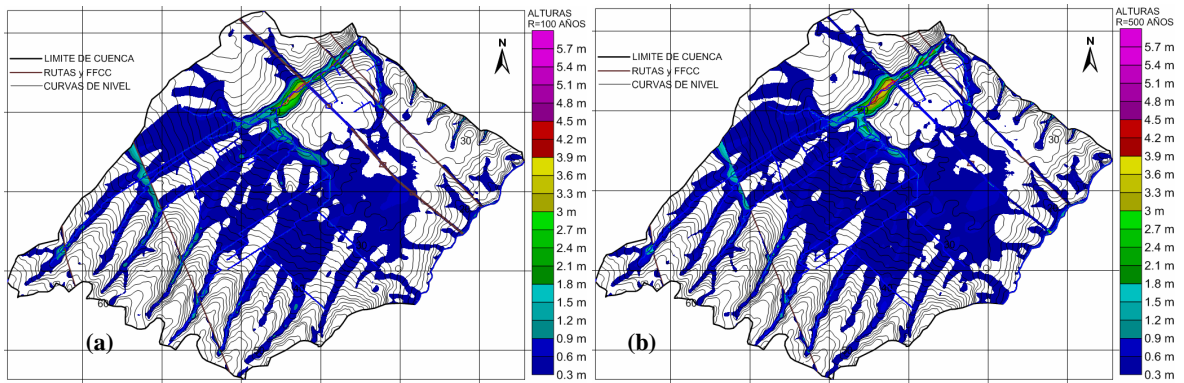 ALTURAS
R=100 AÑOS
5.7 m
5.4 m
5.1 m
4.8 m
4.5 m
4.2 m
3.9 m
3.6 m
3.3 m
3 m
2.7 m
2.4 m
2.1 m
1.8 m
1.5 m
1.2 m
0.9 m
0.6 m
0.3 m
LIMITE DE CUENCA
RUTAS y FFCC
CURVAS DE NIVEL
N
30
60
(a)
ALTURAS
R=500 AÑOS
5.7 m
5.4 m
5.1 m
4.8 m
4.5 m
4.2 m
3.9 m
3.6 m
3.3 m
3 m
2.7 m
2.4 m
2.1 m
1.8 m
1.5 m
1.2 m
0.9 m
0.6 m
0.3 m
LIMITE DE CUENCA
RUTAS y FFCC
CURVAS DE NIVEL
N
30
60
(b)